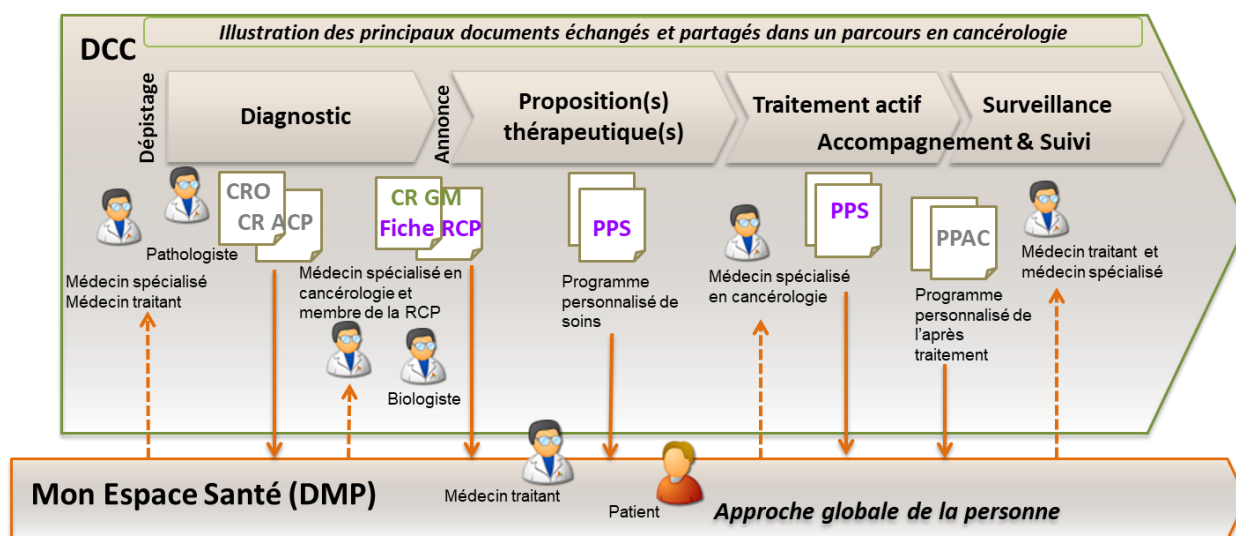 Illustration des principaux documents échangés et partagés dans un parcours en cancérologie
DCC
Dépistage
Diagnostic
Annonce
Proposition(s)
thérapeutique(s)
Traitement actif
Surveillance
Accompagnement & Suivi
CRO
CR ACP
CR GM
Fiche RCP
PPS
PPS
PPAC
Pathologiste
Médecin spécialisé
Médecin traitant
Médecin spécialisé en
cancérologie et
membre de la RCP
Biologiste
Programme
personnalisé de
soins
Médecin spécialisé
en cancérologie
Programme
personnalisé de
l'après
traitement
Médecin traitant et
médecin spécialisé
Mon Espace Santé (DMP)
Médecin traitant
Patient
Approche globale de la personne